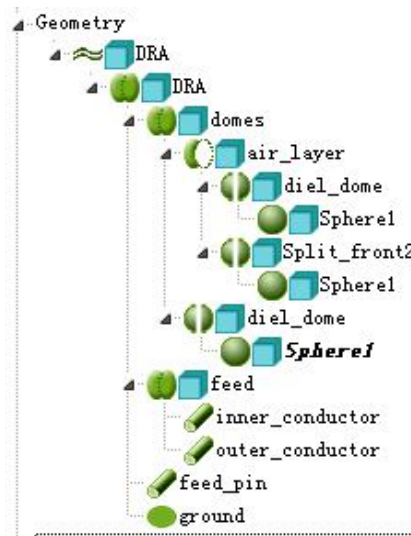 Geometry
DRA
DRA
domes
air_layer
diel_dome
Sphere1
Split_front2
Sphere1
diel_dome
Sphere1
feed
inner_conductor
outer_conductor
feed_pin
ground